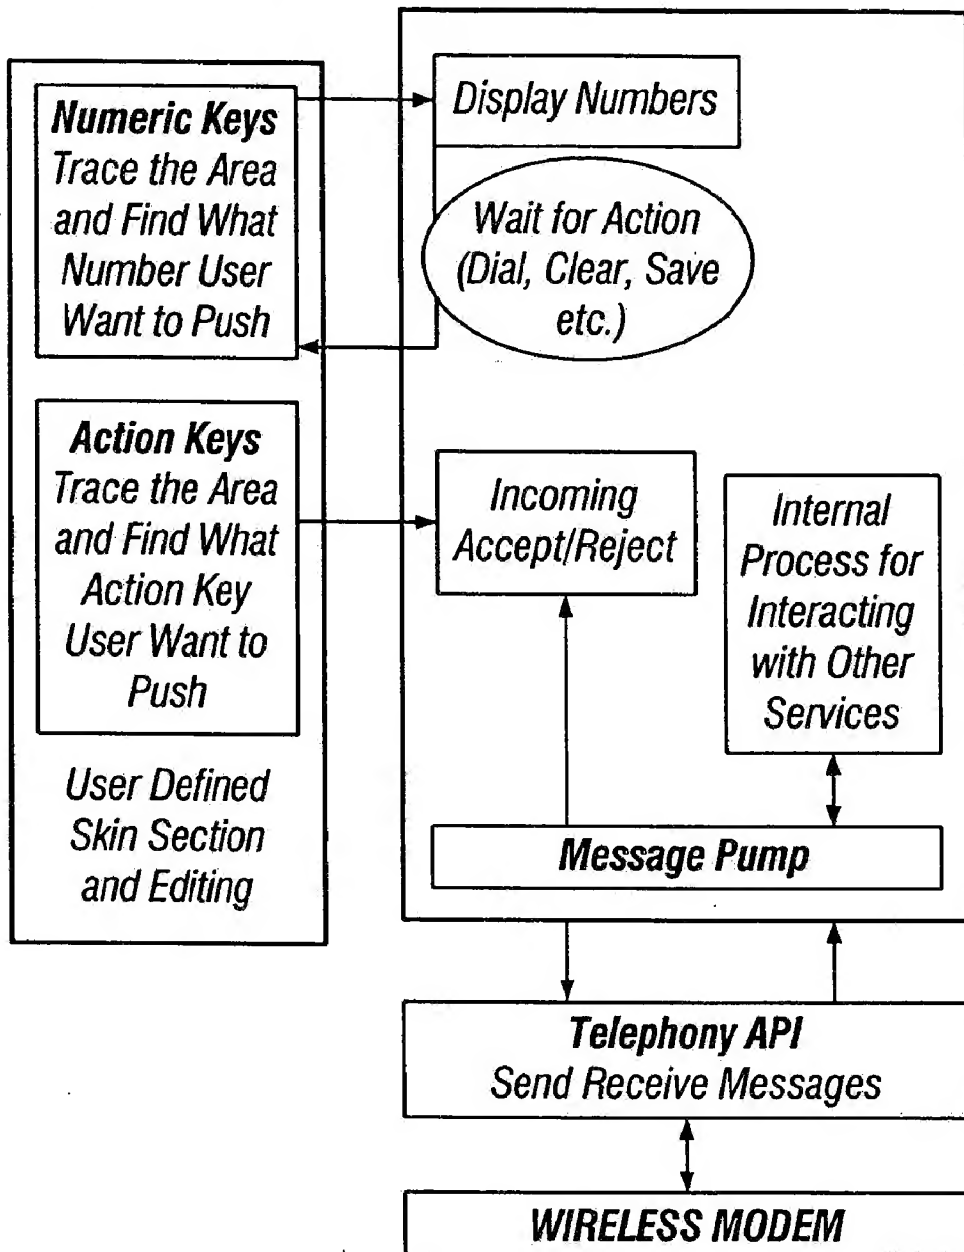 Numeric Keys
Trace the Area
and Find What
Number User
Want to Push
Action Keys
Trace the Area
and Find What
Action Key
User Want to
Push
User Defined
Skin Section
and Editing
Display Numbers
Wait for Action
(Dial, Clear, Save
etc.)
Incoming
Accept/Reject
Internal
Process for
Interacting
with Other
Services
Message Pump
Telephony API
Send Receive Messages
WIRELESS MODEM